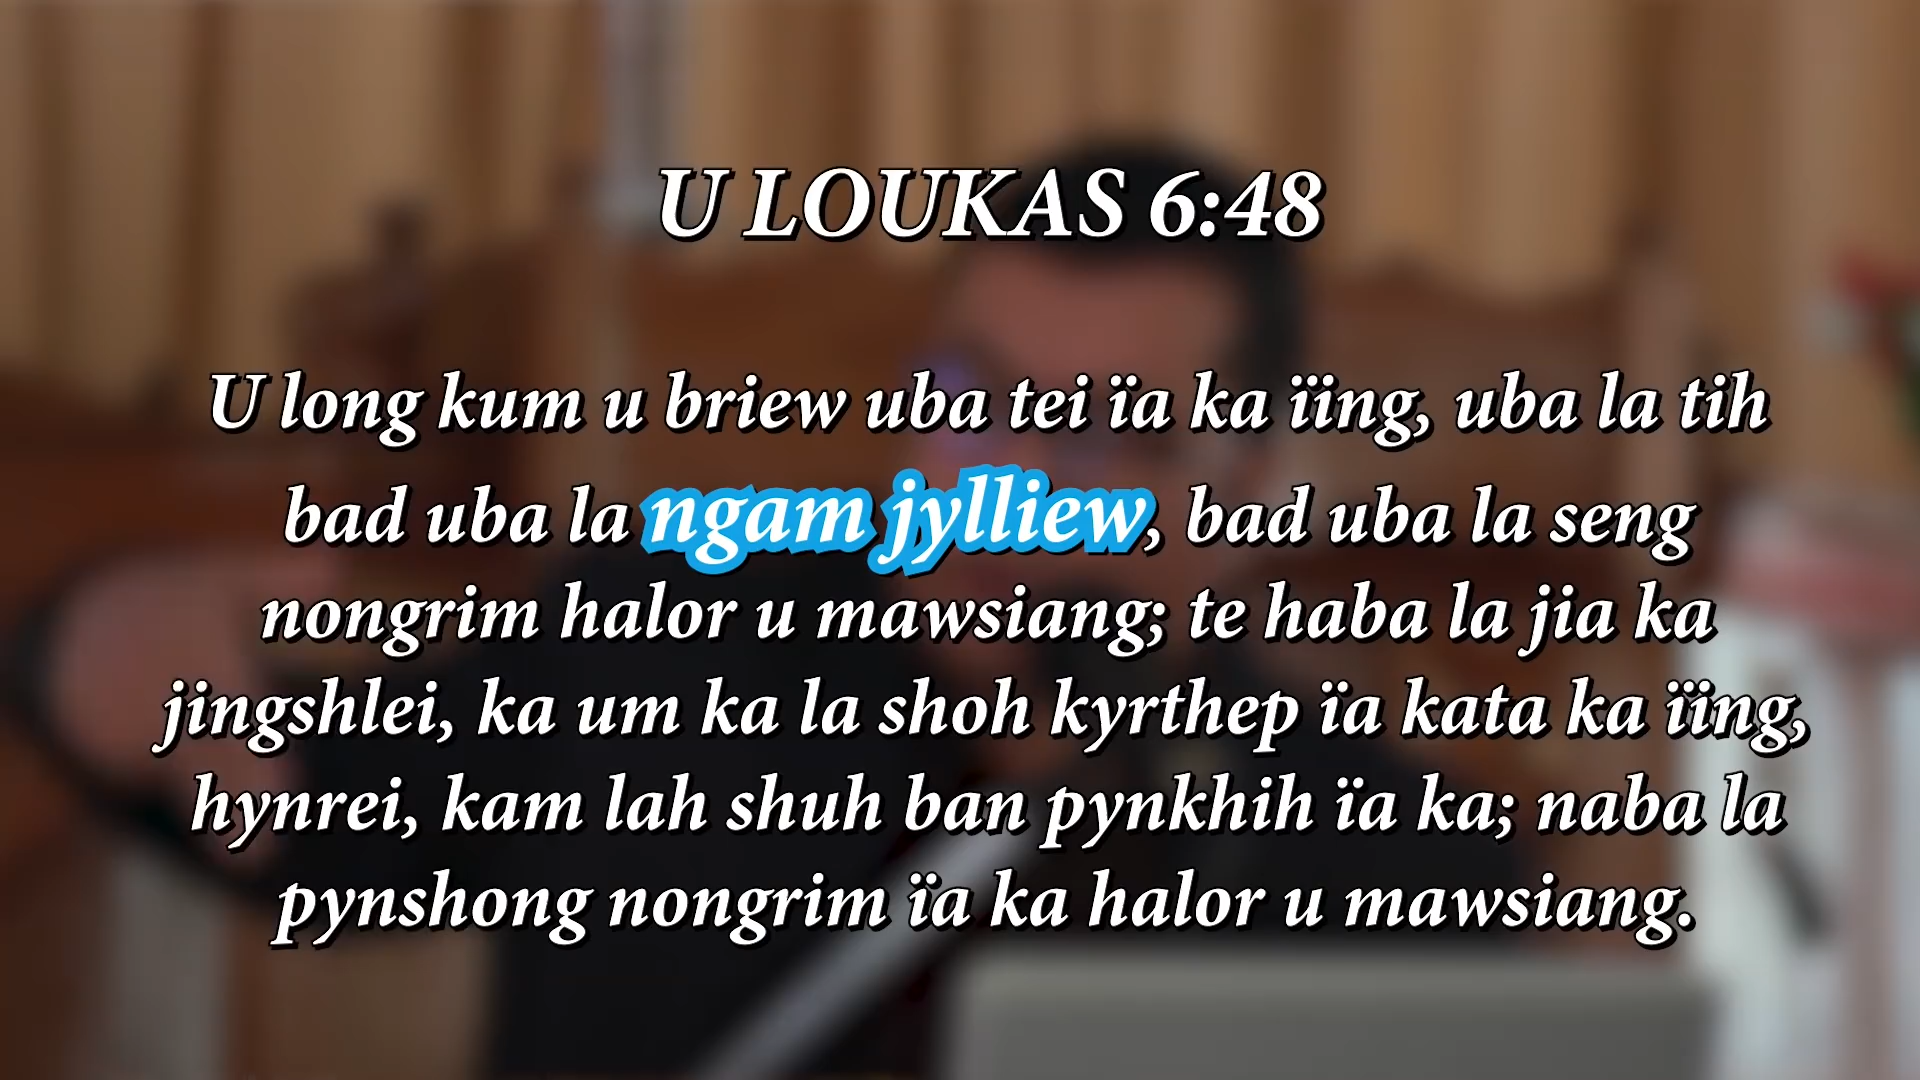 U LOUKAS 6:48
U long kum u briew uba tei ïa ka ïing, uba la tih
bad uba la ngam jylliew, bad uba la seng
nongrim halor u mawsiang; te haba la jia ka
jingshlei, ka um ka la shoh kyrthep ïa kata ka ïing,
hynrei, kam lah shuh ban pynkhih ïa ka; naba la
pynshong nongrim ïa ka halor u mawsiang.